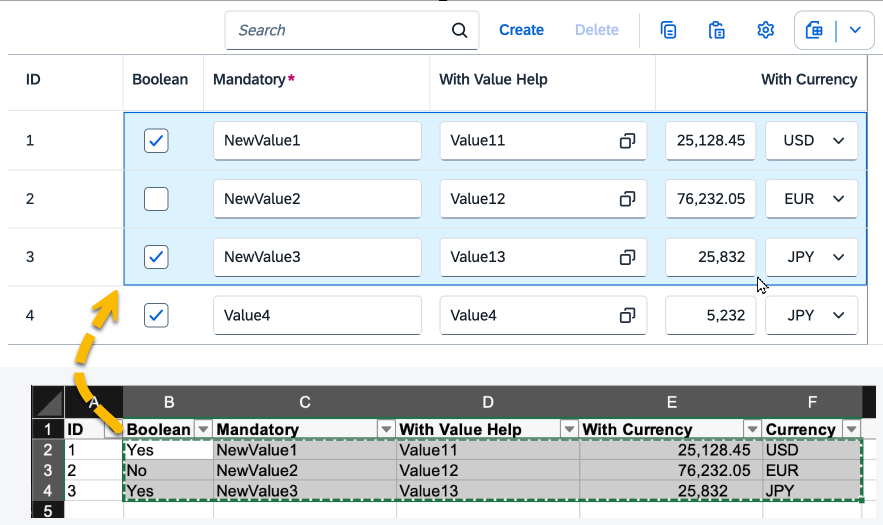 Search Create Delete
ID Boolean Mandatory* With Value Help With Currency
1 NewValue1 Value11 25,128.45 USD
2 NewValue2 Value12 76,232.05 EUR
3 NewValue3 Value13 25,832 JPY
4 Value4 Value4 5,232 JPY
A B C D E F
1 ID Boolean Mandatory With Value Help With Currency Currency
2 1 Yes NewValue1 Value11 25,128.45 USD
3 2 No NewValue2 Value12 76,232.05 EUR
4 3 Yes NewValue3 Value13 25,832 JPY
5